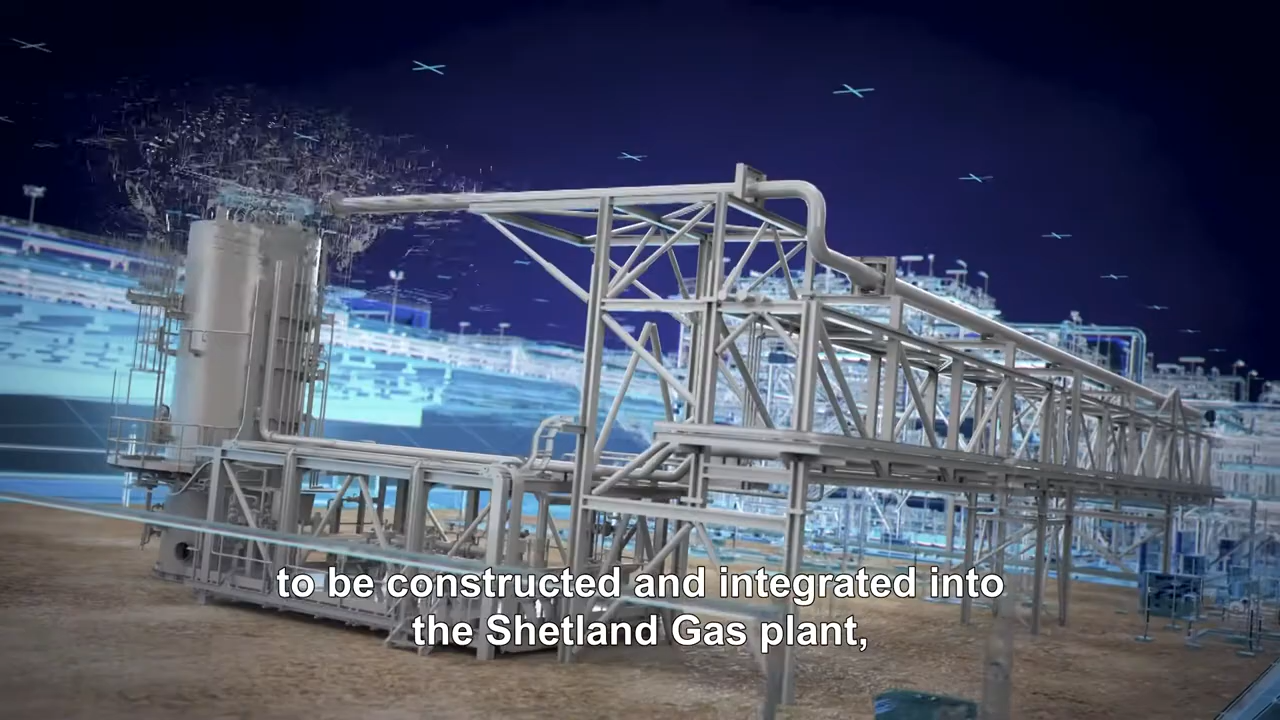 to be constructed and integrated into
the Shetland Gas plant,